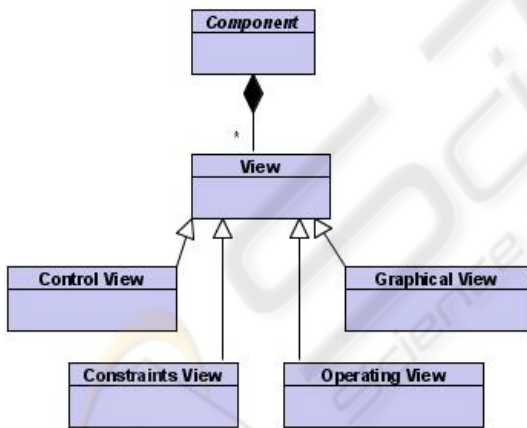 Component
*
View
Control View
Graphical View
Constraints View
Operating View